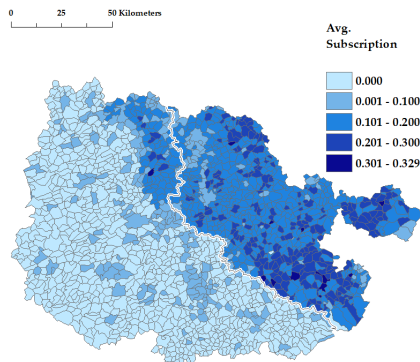 0 25 50 Kilometers
Avg.
Subscription
0.000
0.001 - 0.100
0.101 - 0.200
0.201 - 0.300
0.301 - 0.329